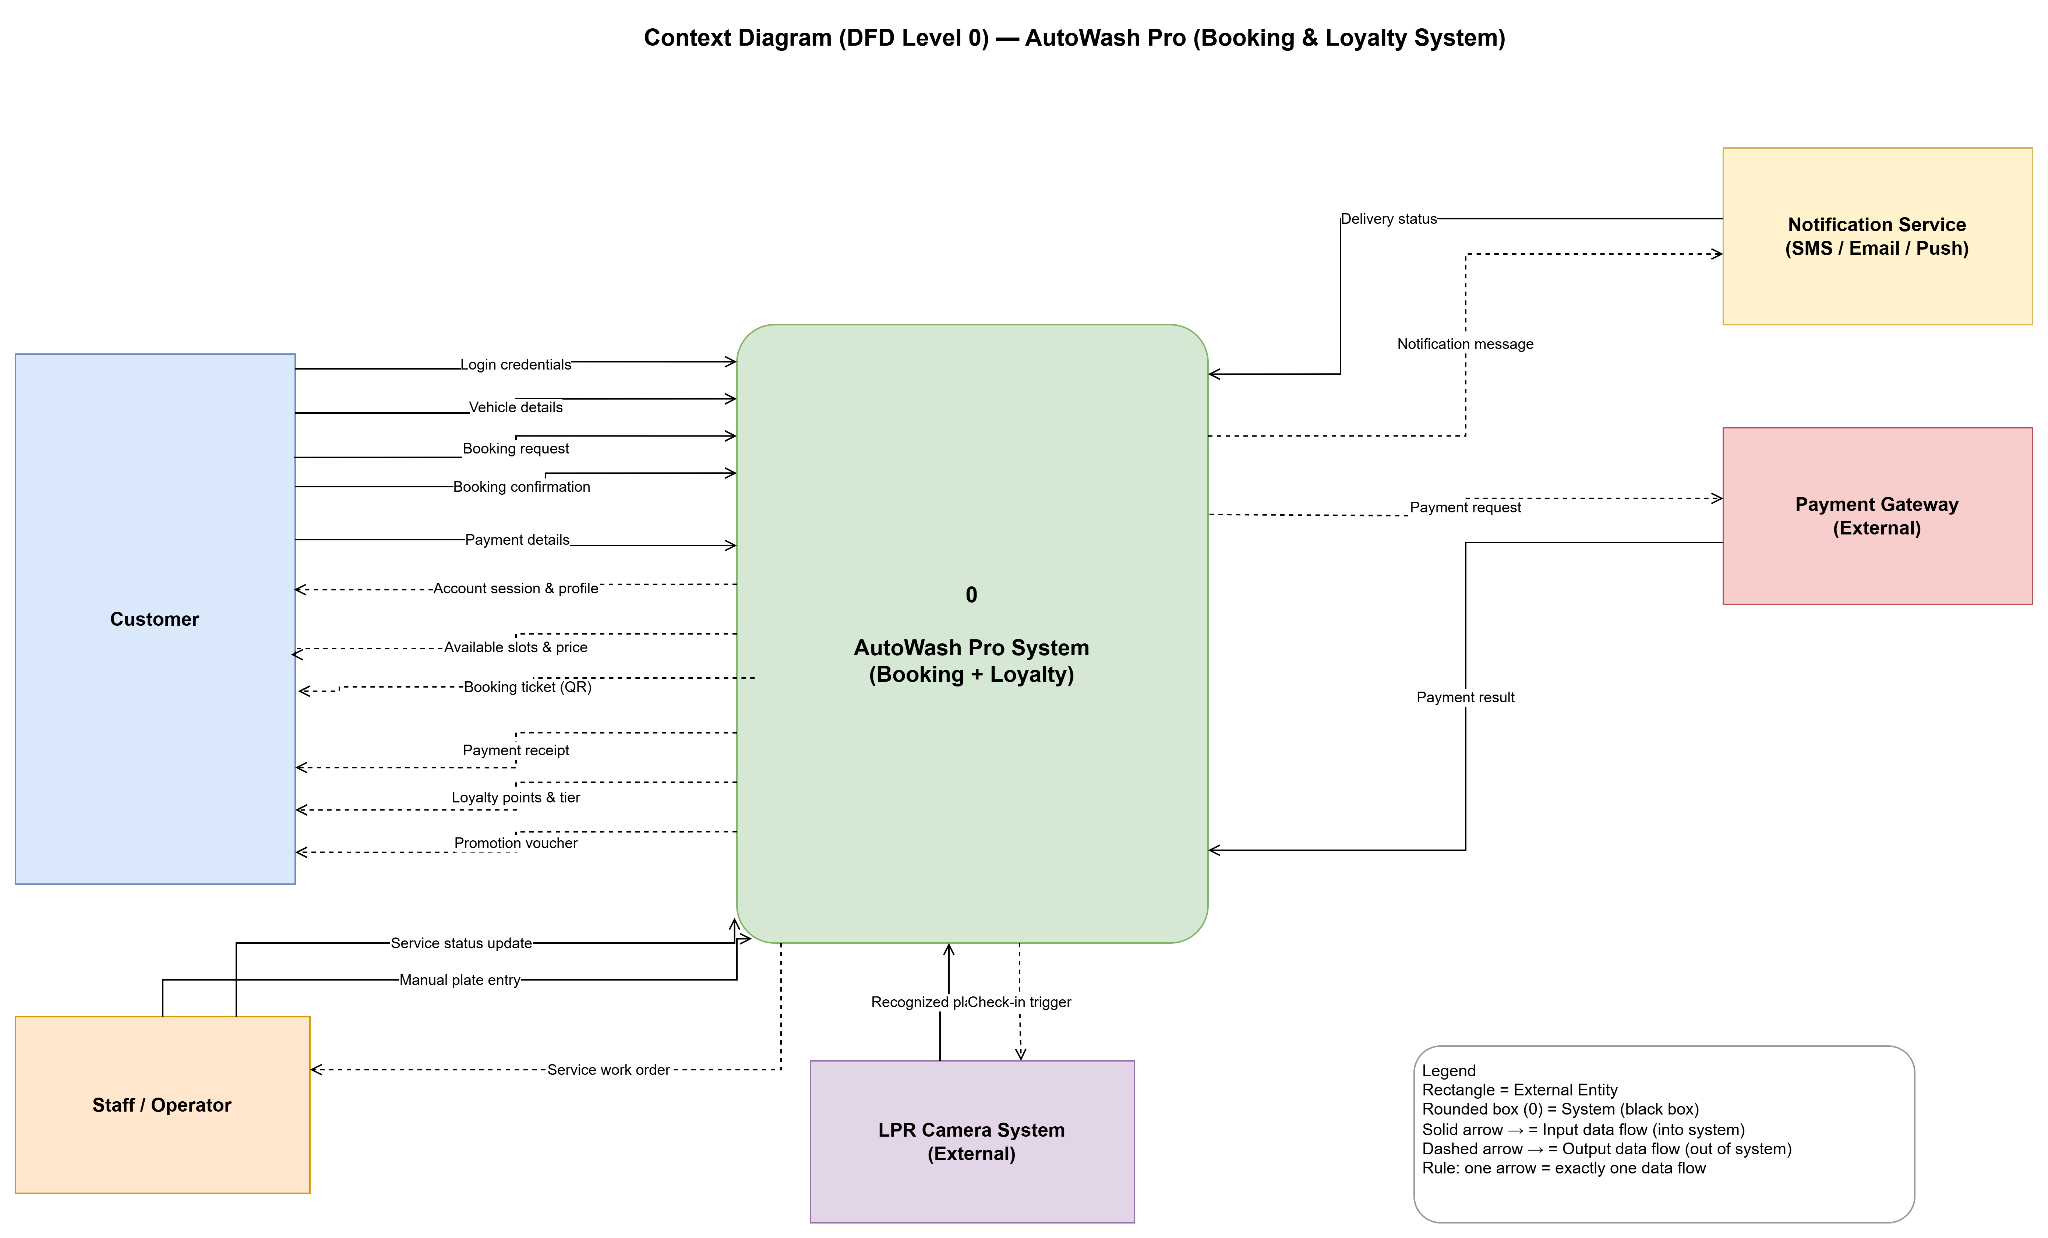 Context Diagram (DFD Level 0) — AutoWash Pro (Booking & Loyalty System)
Notification Service
(SMS / Email / Push)
Delivery status
Notification message
Login credentials
Vehicle details
Booking request
Booking confirmation
Payment details
Account session & profile
Available slots & price
Booking ticket (QR)
Payment receipt
Loyalty points & tier
Promotion voucher
Customer
0
AutoWash Pro System
(Booking + Loyalty)
Payment request
Payment Gateway
(External)
Payment result
Service status update
Manual plate entry
Service work order
Staff / Operator
Recognized
Check-in trigger
LPR Camera System
(External)
Legend
Rectangle = External Entity
Rounded box (0) = System (black box)
Solid arrow → = Input data flow (into system)
Dashed arrow → = Output data flow (out of system)
Rule: one arrow = exactly one data flow